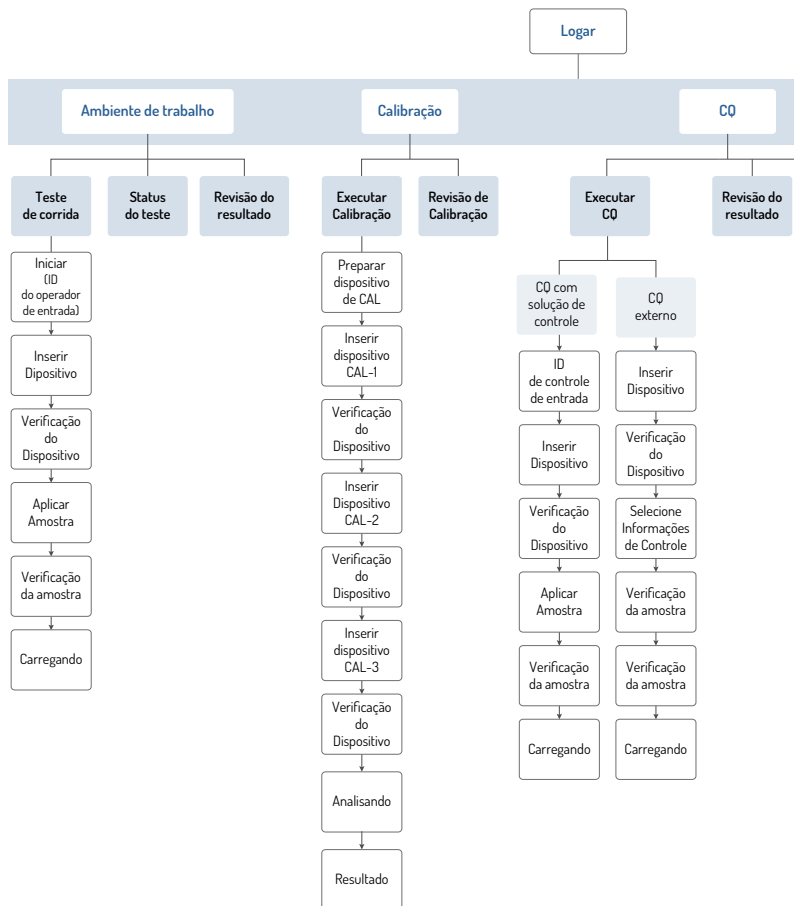 Logar
Ambiente de trabalho
Calibração
CQ
Teste
de corrida
Status
do teste
Revisão do
resultado
Executar
Calibração
Revisão de
Calibração
Executar
CQ
Revisão do
resultado
Iniciar
(ID
do operador
de entrada)
Inserir
Dipositivo
Verificação
do
Dispositivo
Aplicar
Amostra
Verificação
da amostra
Carregando
Preparar
dispositivo
de CAL
Inserir
dispositivo
CAL-1
Verificação
do
Dispositivo
Inserir
Dispositivo
CAL-2
Verificação
do
Dispositivo
Inserir
dispositivo
CAL-3
Verificação
do
Dispositivo
Analisando
Resultado
CQ com
solução de
controle
ID
de controle
de entrada
Inserir
Dispositivo
Verificação
do
Dispositivo
Aplicar
Amostra
Verificação
da amostra
Carregando
CQ
externo
Inserir
Dispositivo
Verificação
do
Dispositivo
Selecione
Informações
de Controle
Verificação
da amostra
Verificação
da amostra
Carregando